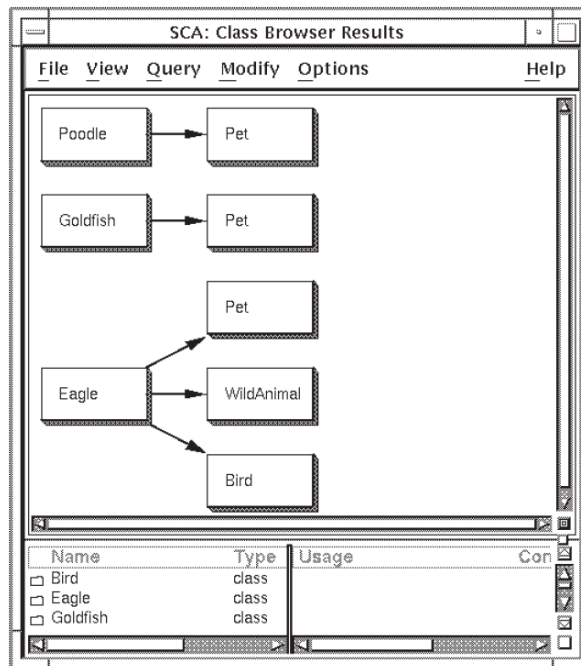 SCA: Class Browser Results
File View Query Modify Options Help
Poodle Pet
Goldfish Pet
Pet
Eagle WildAnimal
Bird
Name Type Usage Con
Bird class
Eagle class
Goldfish class